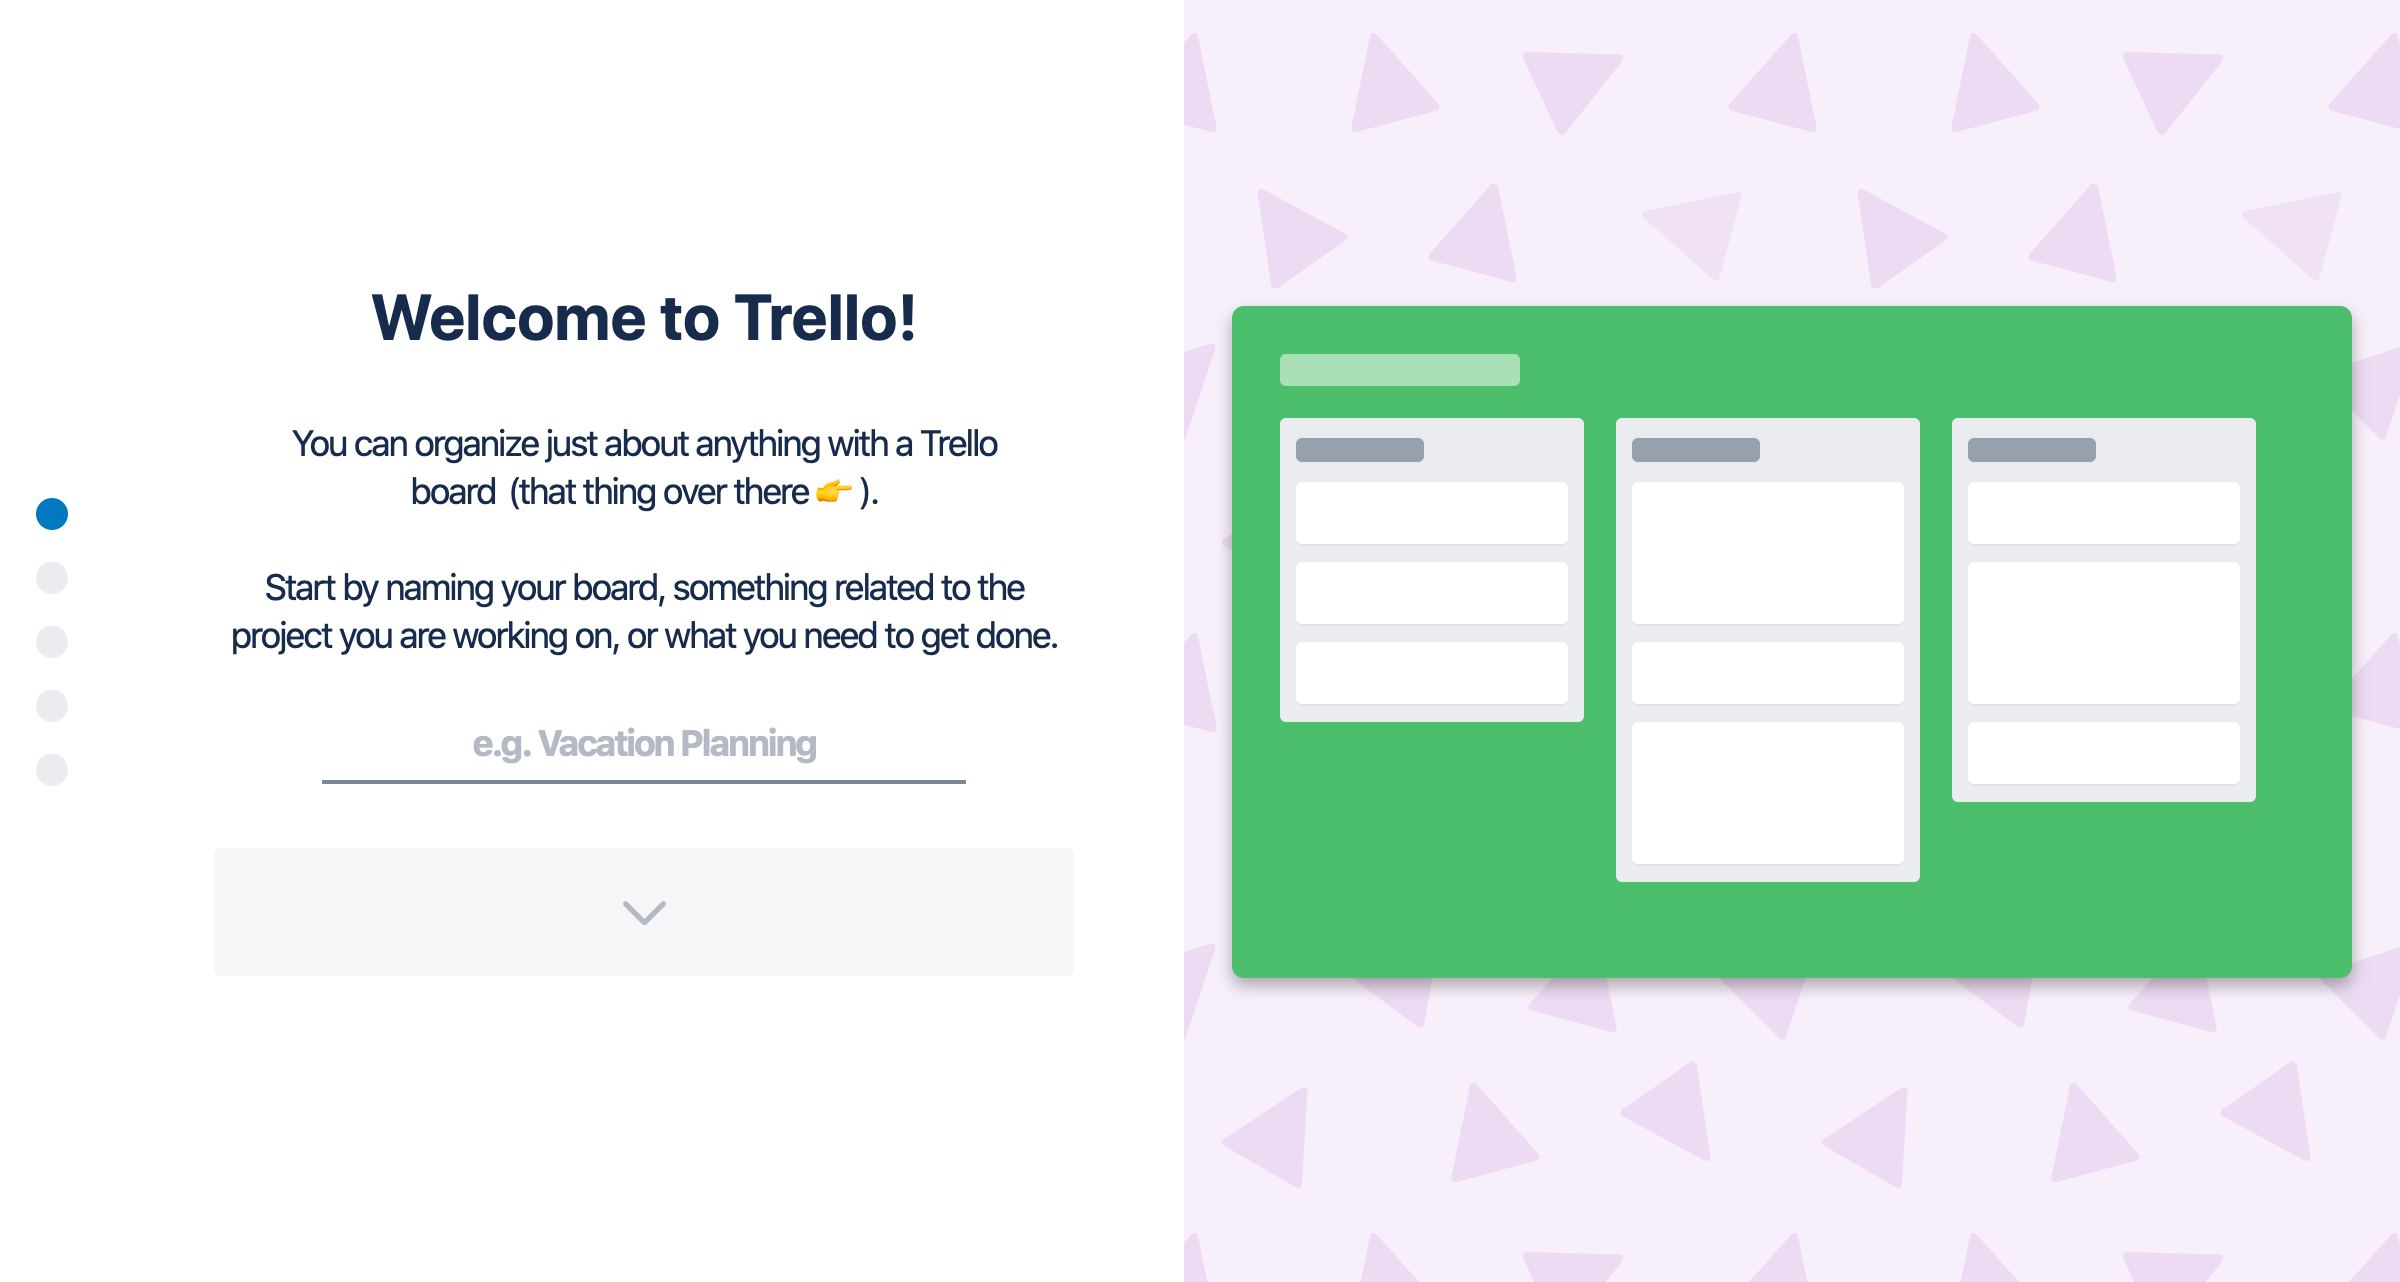 Welcome to Trello!
You can organize just about anything with a Trello
board (that thing over there 👉 ).
Start by naming your board, something related to the
project you are working on, or what you need to get done.
e.g. Vacation Planning